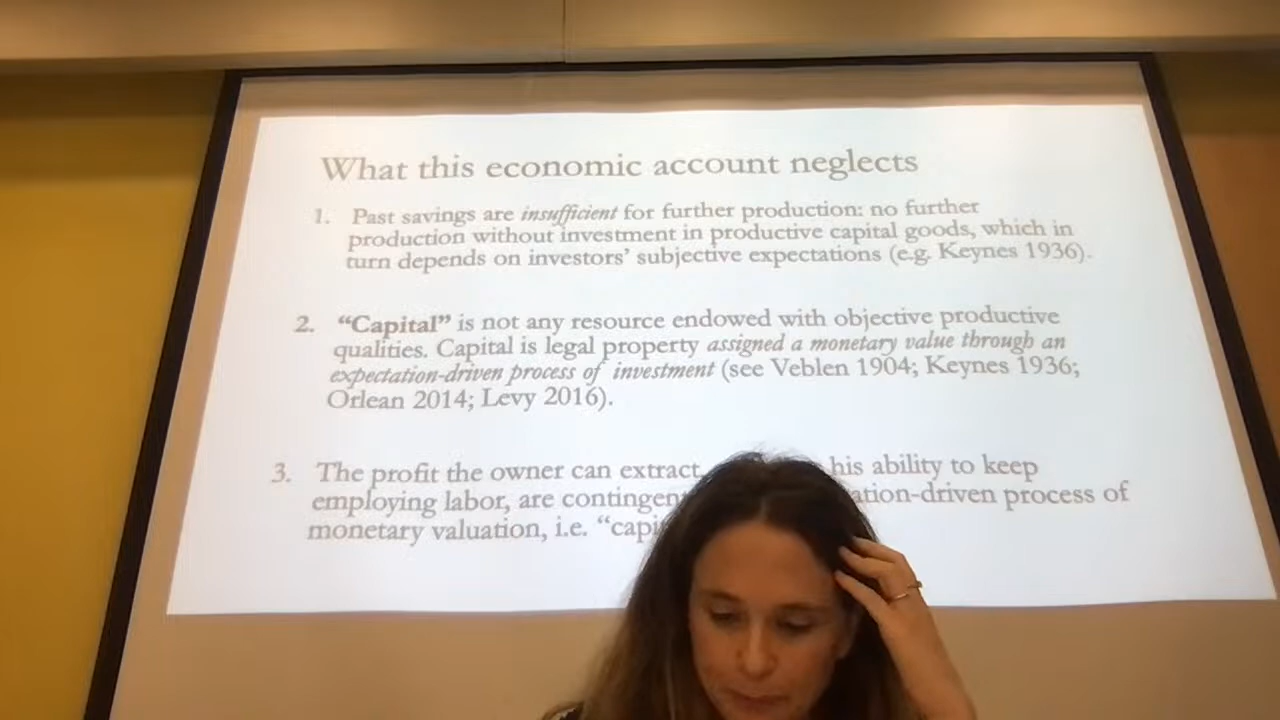 What this economic account neglects
1. Past savings are insufficient for further production: no further
production without investment in productive capital goods, which in
turn depends on investors' subjective expectations (e.g. Keynes 1936).
2. "Capital" is not any resource endowed with objective productive
qualities. Capital is legal property assigned a monetary value through an
expectation-driven process of investment (see Veblen 1904; Keynes 1936;
Orlean 2014; Levy 2016).
3. The profit the owner can extract, his ability to keep
employing labor, are contingen ation-driven process of
monetary valuation, i.e. "capi